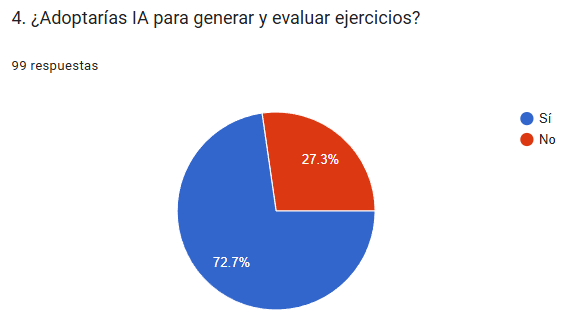 4. ¿Adoptarías IA para generar y evaluar ejercicios?
99 respuestas
Sí
No
27.3%
72.7%